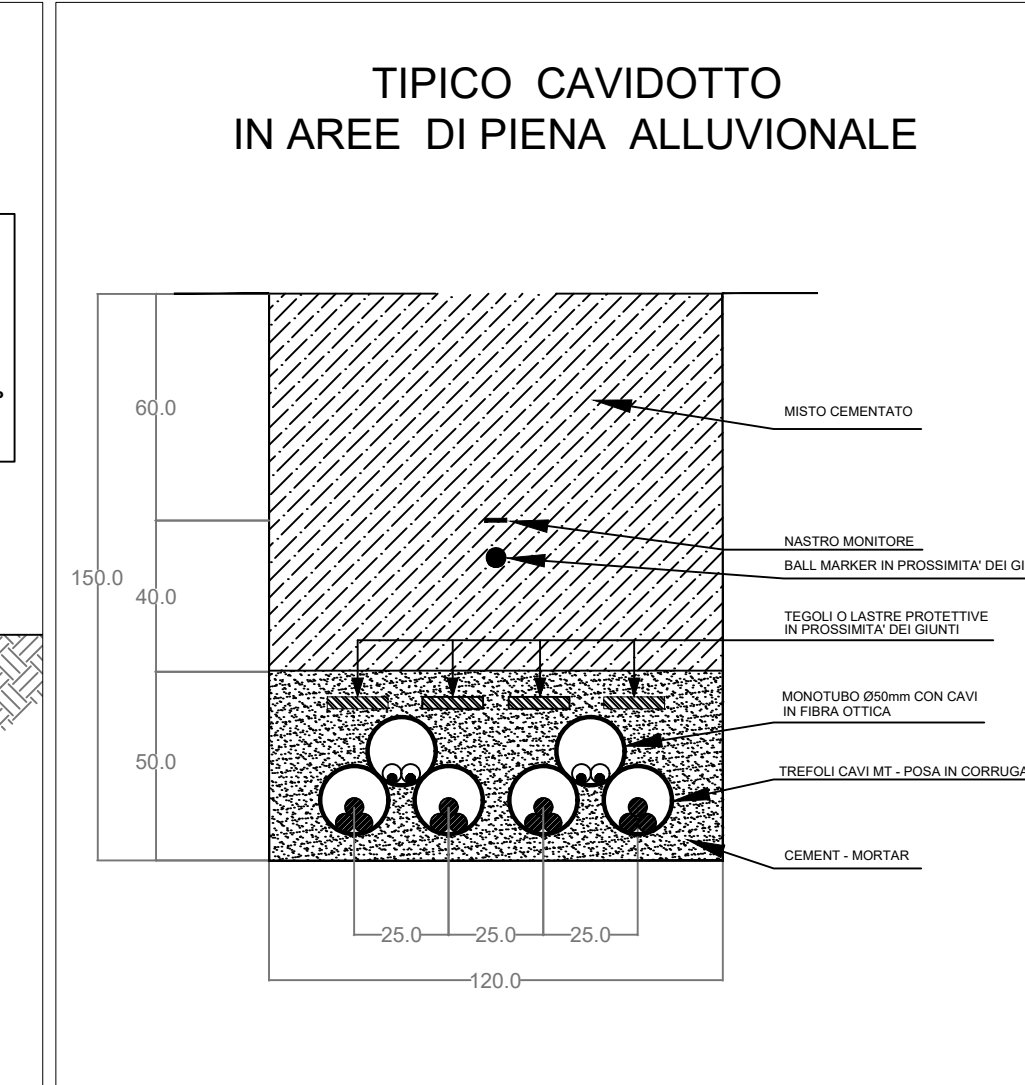 TIPICO CAVIDOTTO
IN AREE DI PIENA ALLUVIONALE
60.0
MISTO CEMENTATO
NASTRO MONITORE
BALL MARKER IN PROSSIMITA' DEI GI
150.0
40.0
TEGOLI O LASTRE PROTETTIVE
IN PROSSIMITA' DEI GIUNTI
MONOTUBO Ø50mm CON CAVI
IN FIBRA OTTICA
50.0
TREFOLI CAVI MT - POSA IN CORRUGA
CEMENT - MORTAR
25.0 25.0 25.0
120.0